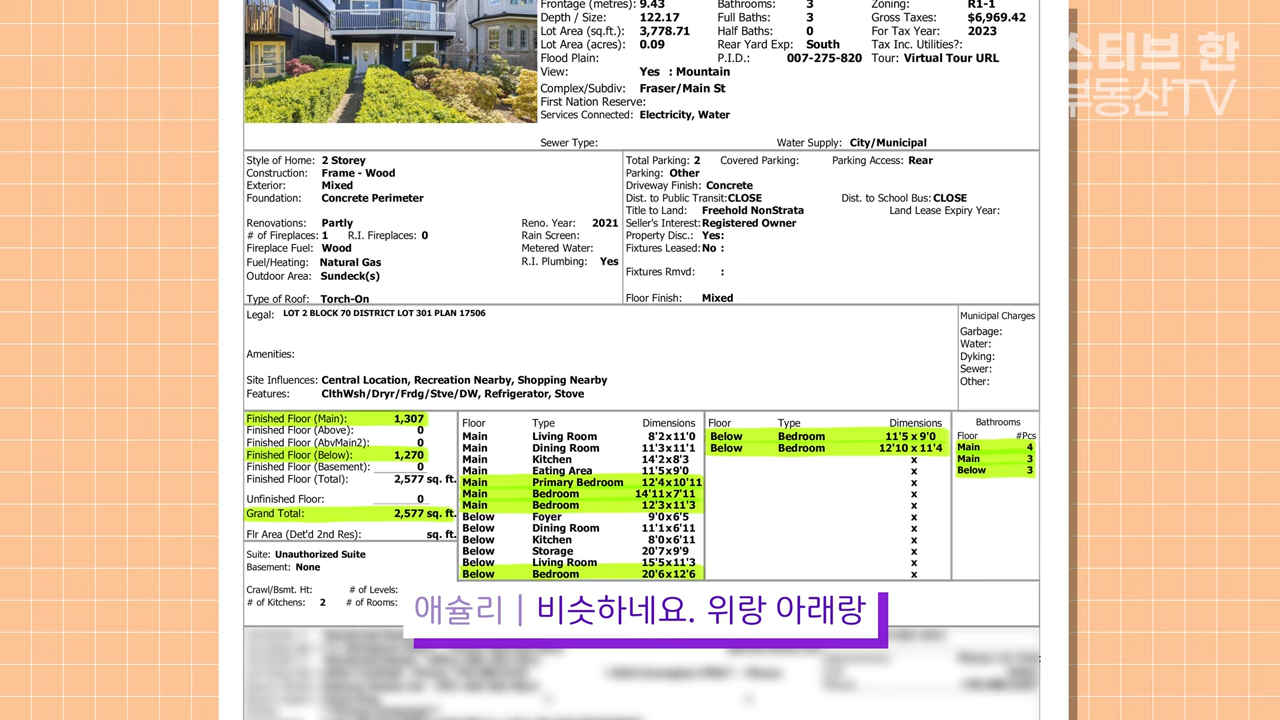 Frontage (metres): 9.43 Bathrooms: 3 Zoning: R1-1
Depth / Size: 122.17 Full Baths: 3 Gross Taxes: $6,969.42
Lot Area (sq.ft.): 3,778.71 Half Baths: 0 For Tax Year: 2023
Lot Area (acres): 0.09 Rear Yard Exp: South Tax Inc. Utilities?:
Flood Plain: P.I.D.: 007-275-820 Tour: Virtual Tour URL
View: Yes : Mountain
Complex/Subdiv: Fraser/Main St
First Nation Reserve:
Services Connected: Electricity, Water
Sewer Type: Water Supply: City/Municipal
스티브 한
부동산TV
Style of Home: 2 Storey
Construction: Frame - Wood
Exterior: Mixed
Foundation: Concrete Perimeter
Renovations: Partly Reno. Year: 2021
# of Fireplaces: 1 R.I. Fireplaces: 0 Rain Screen:
Fireplace Fuel: Wood Metered Water:
Fuel/Heating: Natural Gas R.I. Plumbing: Yes
Outdoor Area: Sundeck(s)
Type of Roof: Torch-On
Total Parking: 2 Covered Parking: Parking Access: Rear
Parking: Other
Driveway Finish: Concrete
Dist. to Public Transit: CLOSE Dist. to School Bus: CLOSE
Title to Land: Freehold NonStrata Land Lease Expiry Year:
Seller's Interest: Registered Owner
Property Disc.: Yes:
Fixtures Leased: No :
Fixtures Rmvd: :
Floor Finish: Mixed
Legal: LOT 2 BLOCK 70 DISTRICT LOT 301 PLAN 17506
Amenities:
Site Influences: Central Location, Recreation Nearby, Shopping Nearby
Features: ClthWsh/Dryr/Frdg/Stve/DW, Refrigerator, Stove
Municipal Charges
Garbage:
Water:
Dyking:
Sewer:
Other:
Finished Floor (Main): 1,307
Finished Floor (Above): 0
Finished Floor (AbvMain2): 0
Finished Floor (Below): 1,270
Finished Floor (Basement): 0
Finished Floor (Total): 2,577 sq. ft.
Unfinished Floor: 0
Grand Total: 2,577 sq. ft.
Flr Area (Det'd 2nd Res): sq. ft.
Suite: Unauthorized Suite
Basement: None
Crawl/Bsmt. Ht: # of Levels:
# of Kitchens: 2 # of Rooms:
Floor Type Dimensions
Main Living Room 8'2x11'0
Main Dining Room 11'3x11'1
Main Kitchen 14'2x8'3
Main Eating Area 11'5x9'0
Main Primary Bedroom 12'4x10'11
Main Bedroom 14'11x7'11
Main Bedroom 12'3x11'3
Below Foyer 9'0x6'5
Below Dining Room 11'1x6'11
Below Kitchen 8'0x6'11
Below Storage 20'7x9'9
Below Living Room 15'5x11'3
Below Bedroom 20'6x12'6
Floor Type Dimensions
Below Bedroom 11'5 x 9'0
Below Bedroom 12'10 x 11'4
x
x
x
x
x
x
x
x
x
x
x
Bathrooms
Floor #Pcs
Main 4
Main 3
Below 3
애슐리 | 비슷하네요. 위랑 아래랑